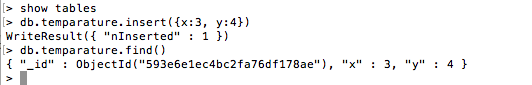 > show tables
> db.temparature.insert({x:3, y:4})
WriteResult({ "nInserted" : 1 })
> db.temparature.find()
{ "_id" : ObjectId("593e6e1ec4bc2fa76df178ae"), "x" : 3, "y" : 4 }
>